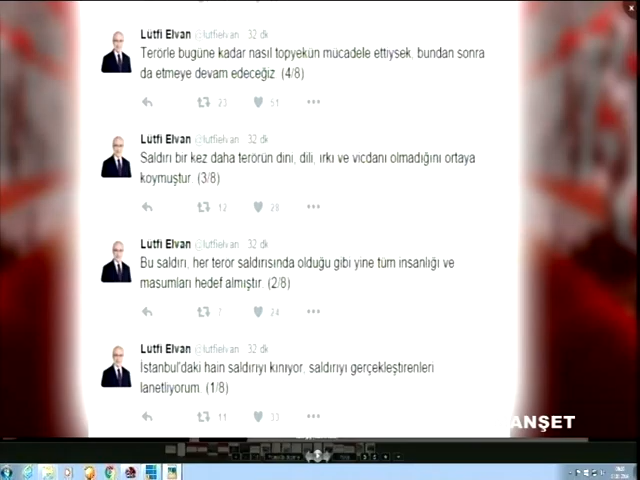 Lütfi Elvan @lutfielvan 32 dk
Terörle bugüne kadar nasıl topyekün mücadele ettiysek, bundan sonra
da etmeye devam edeceğiz. (4/8)
23 51
Lütfi Elvan @lutfielvan 32 dk
Saldırı bir kez daha terörün dini, dili, ırkı ve vicdanı olmadığını ortaya
koymuştur. (3/8)
12 28
Lütfi Elvan @lutfielvan 32 dk
Bu saldırı, her teror saldırısında olduğu gibi yine tüm insanlığı ve
masumları hedef almıştır. (2/8)
7 24
Lütfi Elvan @lutfielvan 32 dk
İstanbul'daki hain saldırıyı kınıyor, saldırıyı gerçekleştirenleri
lanetliyorum. (1/8)
11 33
ANŞET